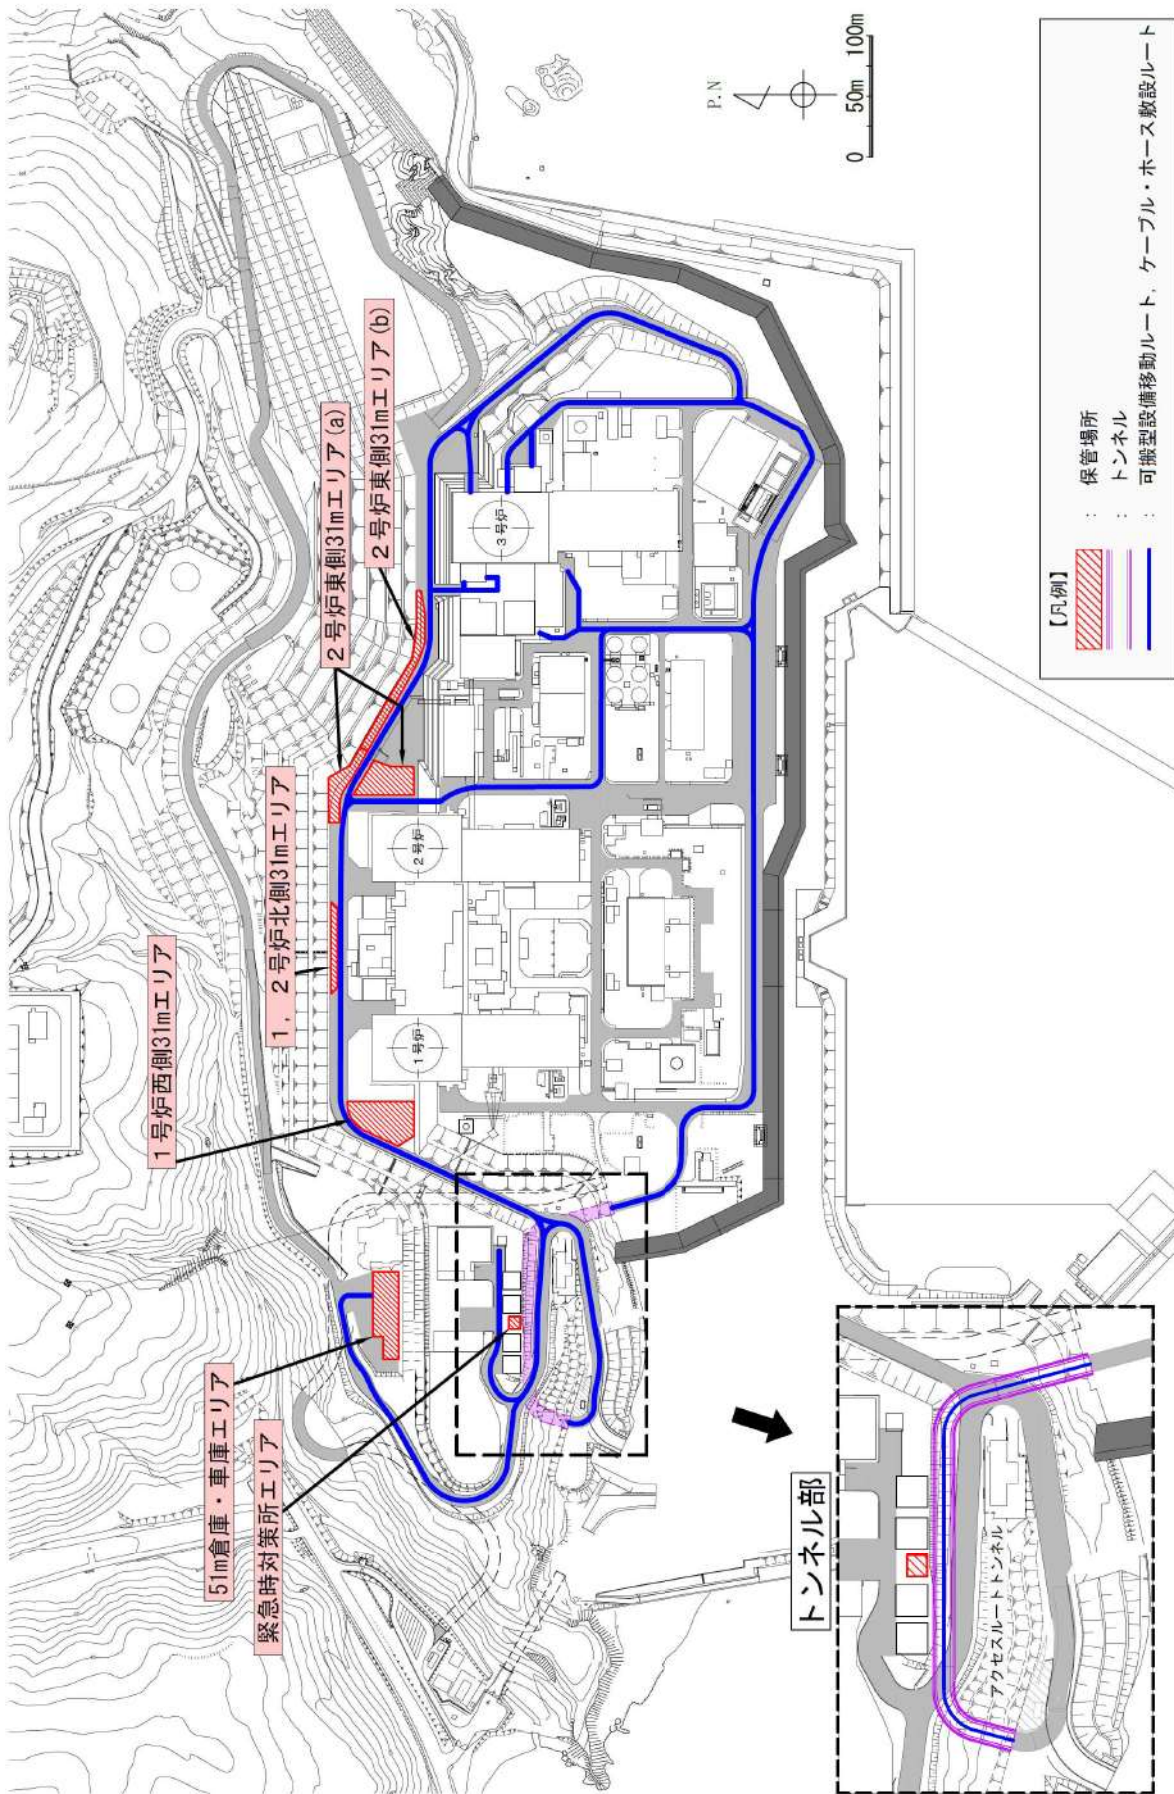 51m倉庫・車庫エリア
緊急時対策所エリア
1号炉西側31mエリア
1，2号炉北側31mエリア
2号炉東側31mエリア(a)
2号炉東側31mエリア(b)
1号炉
2号炉
3号炉
P.N
0 50m 100m
トンネル部
アクセスルートトンネル
【凡例】
：保管場所
：トンネル
：可搬型設備移動ルート，ケーブル・ホース敷設ルート